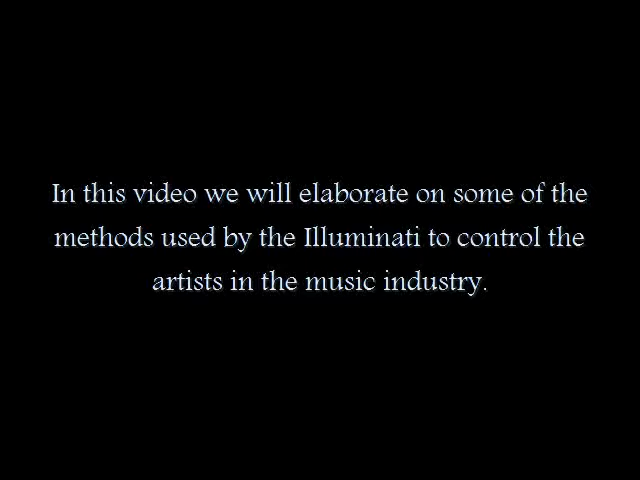 In this video we will elaborate on some of the
methods used by the Illuminati to control the
artists in the music industry.